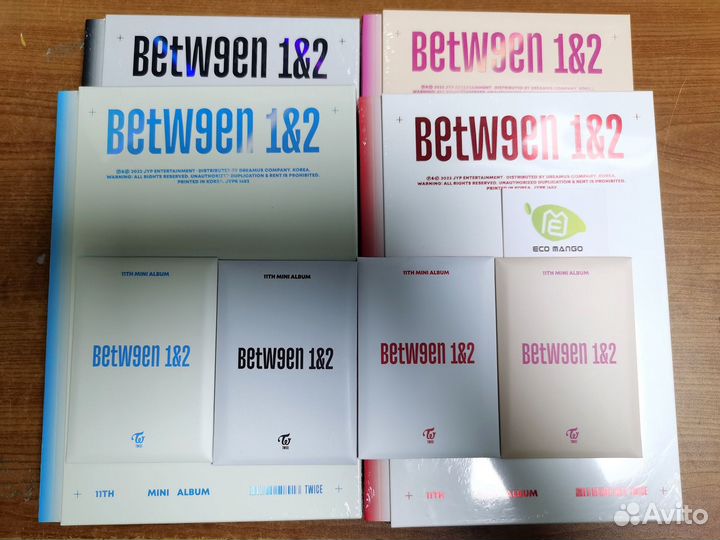 Betw9en 1&2
Betw9en 1&2
Betw9en 1&2
℗&© 2022 JYP ENTERTAINMENT · DISTRIBUTED BY DREAMUS COMPANY, KOREA.
WARNING: ALL RIGHTS RESERVED. UNAUTHORIZED DUPLICATION & RENT IS PROHIBITED.
PRINTED IN KOREA. JYPK 1482
Betw9en 1&2
℗&© 2022 JYP ENTERTAINMENT · DISTRIBUTED BY DREAMUS COMPANY, KOREA.
WARNING: ALL RIGHTS RESERVED. UNAUTHORIZED DUPLICATION & RENT IS PROHIBITED.
PRINTED IN KOREA.
ECO MANGO
11TH MINI ALBUM
Betw9en 1&2
TWICE
11TH MINI ALBUM
Betw9en 1&2
TWICE
11TH MINI ALBUM
Betw9en 1&2
TWICE
11TH MINI ALBUM
Betw9en 1&2
TWICE
11TH MINI ALBUM TWICE
11TH MINI ALBUM TWICE
Avito